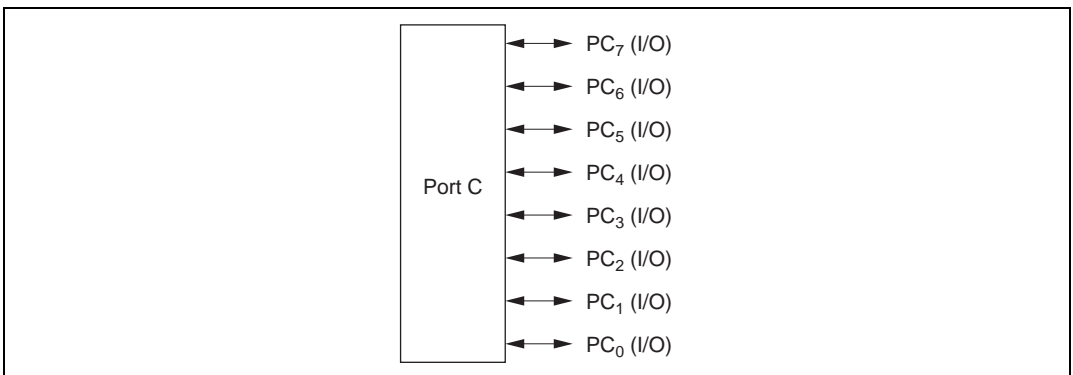 PC₇ (I/O)
PC₆ (I/O)
PC₅ (I/O)
PC₄ (I/O)
Port C
PC₃ (I/O)
PC₂ (I/O)
PC₁ (I/O)
PC₀ (I/O)